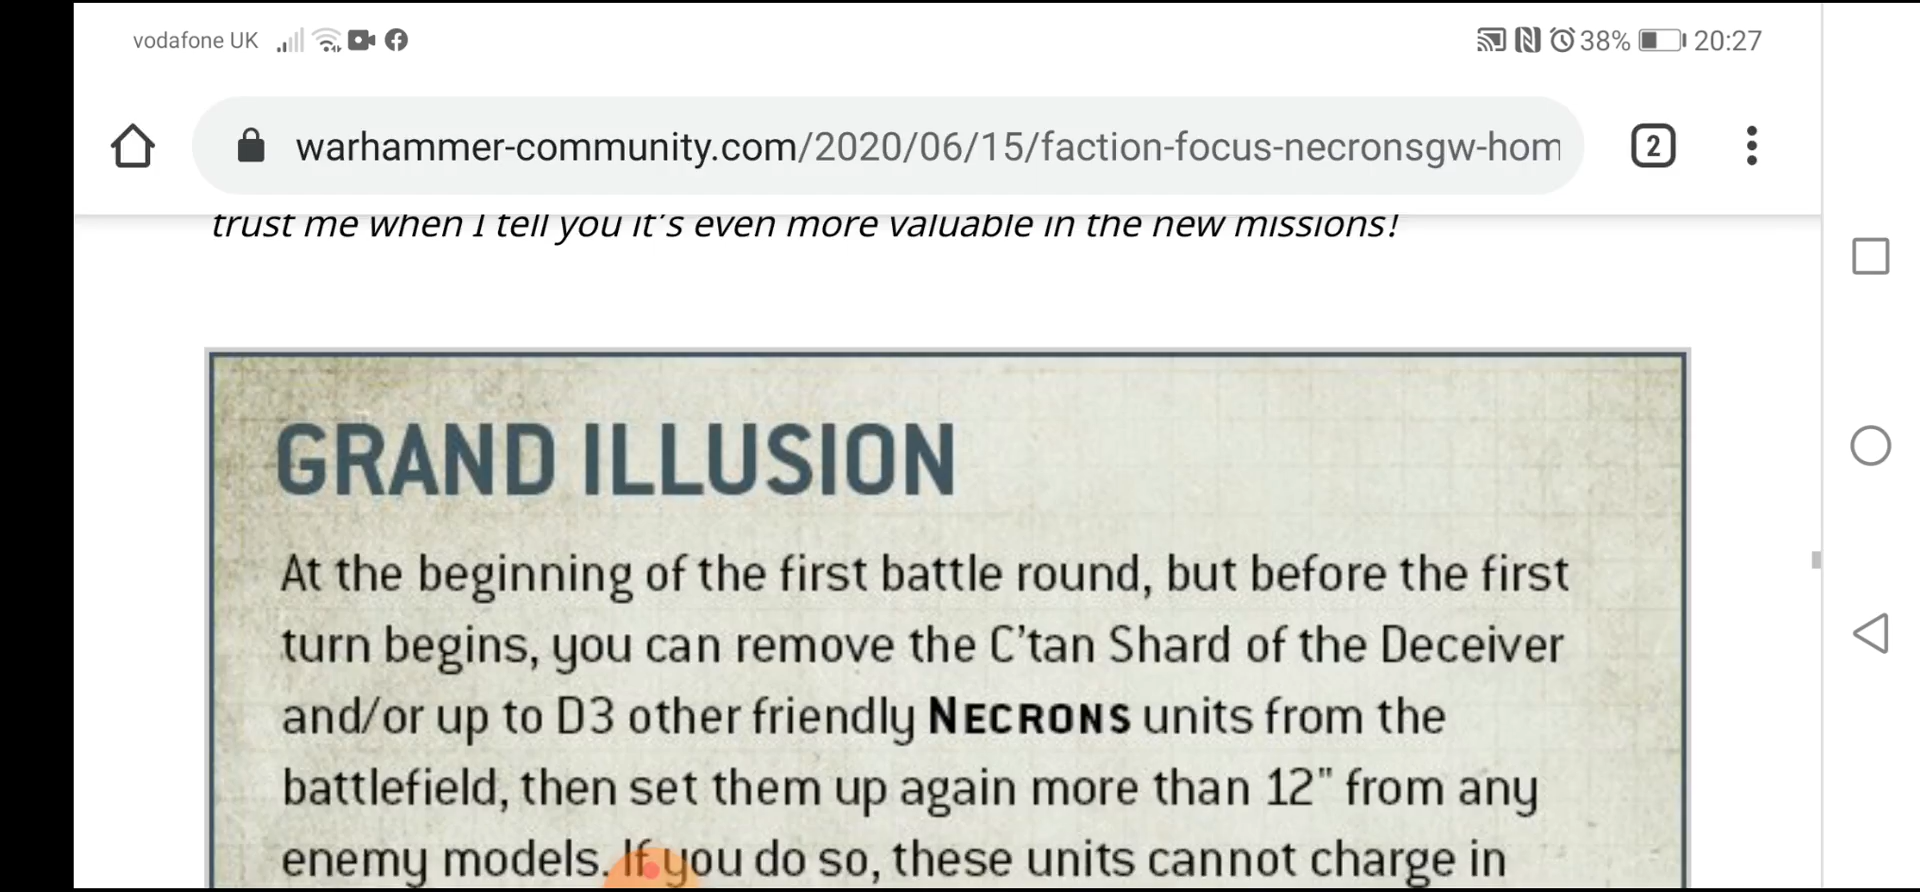 vodafone UK 38% 20:27
warhammer-community.com/2020/06/15/faction-focus-necronsgw-hom 2
trust me when I tell you it's even more valuable in the new missions!
GRAND ILLUSION
At the beginning of the first battle round, but before the first
turn begins, you can remove the C'tan Shard of the Deceiver
and/or up to D3 other friendly NECRONS units from the
battlefield, then set them up again more than 12" from any
enemy models. If you do so, these units cannot charge in